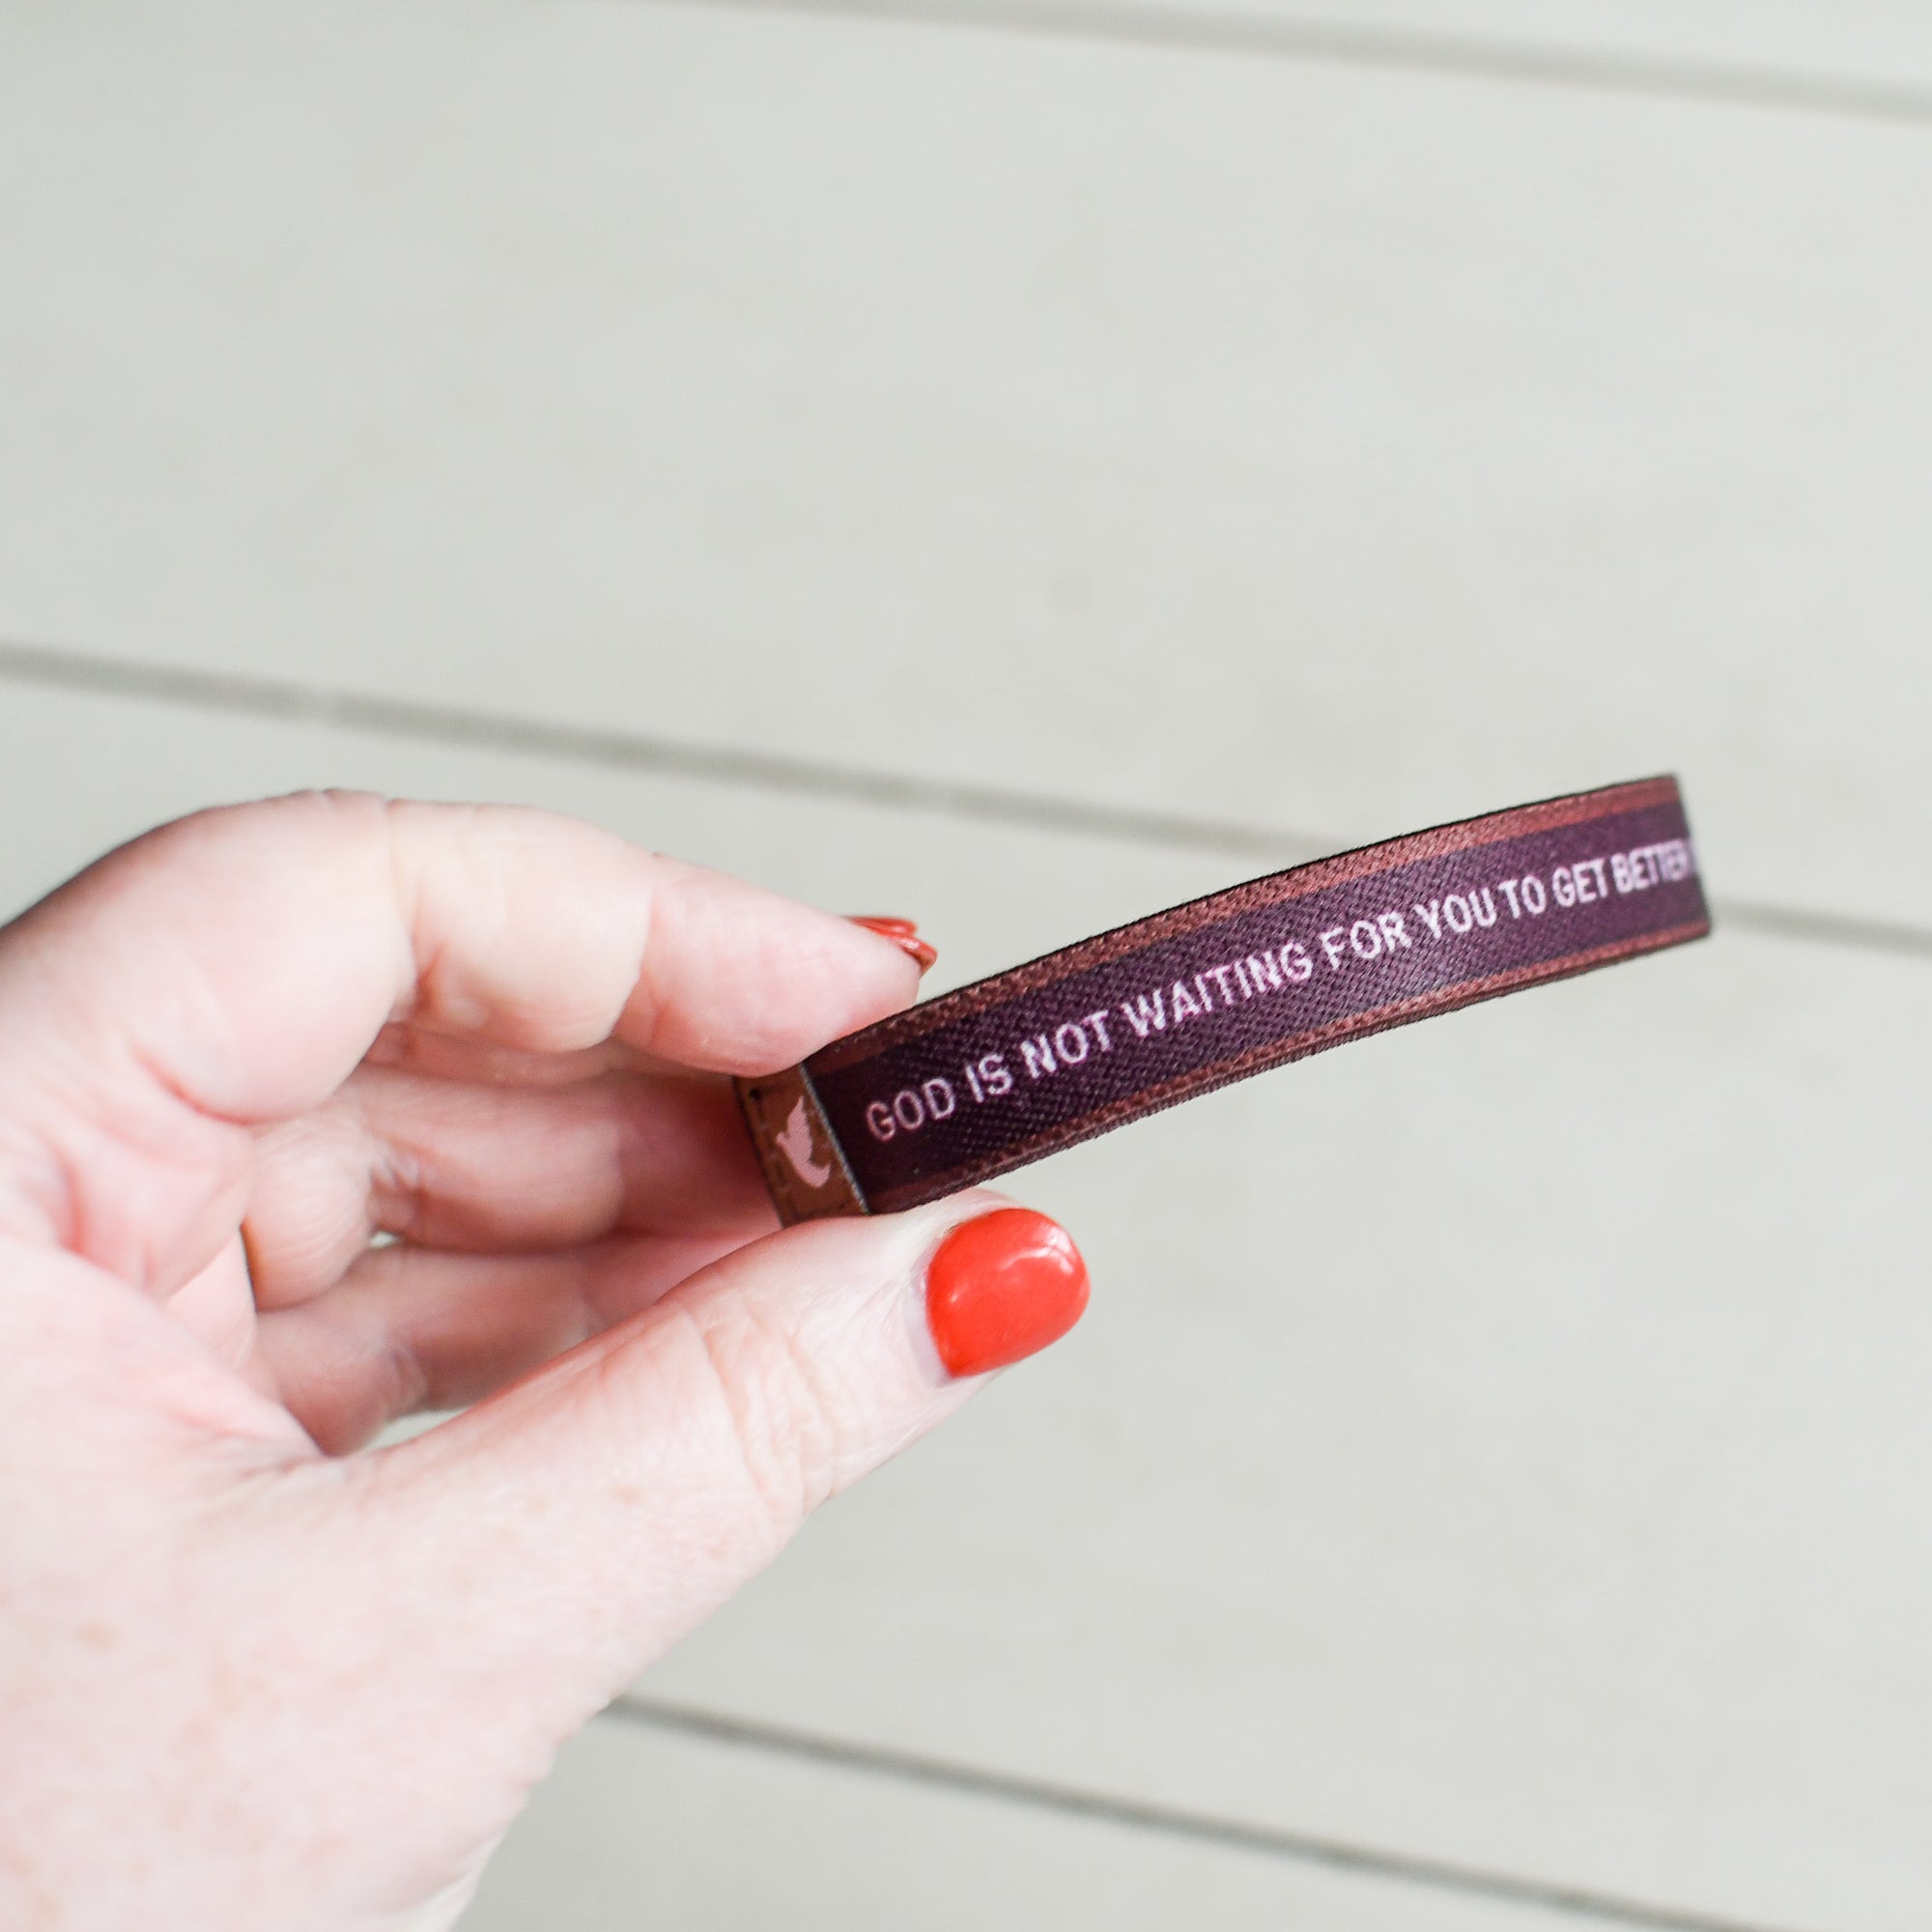 GOD IS NOT WAITING FOR YOU TO GET BETTER